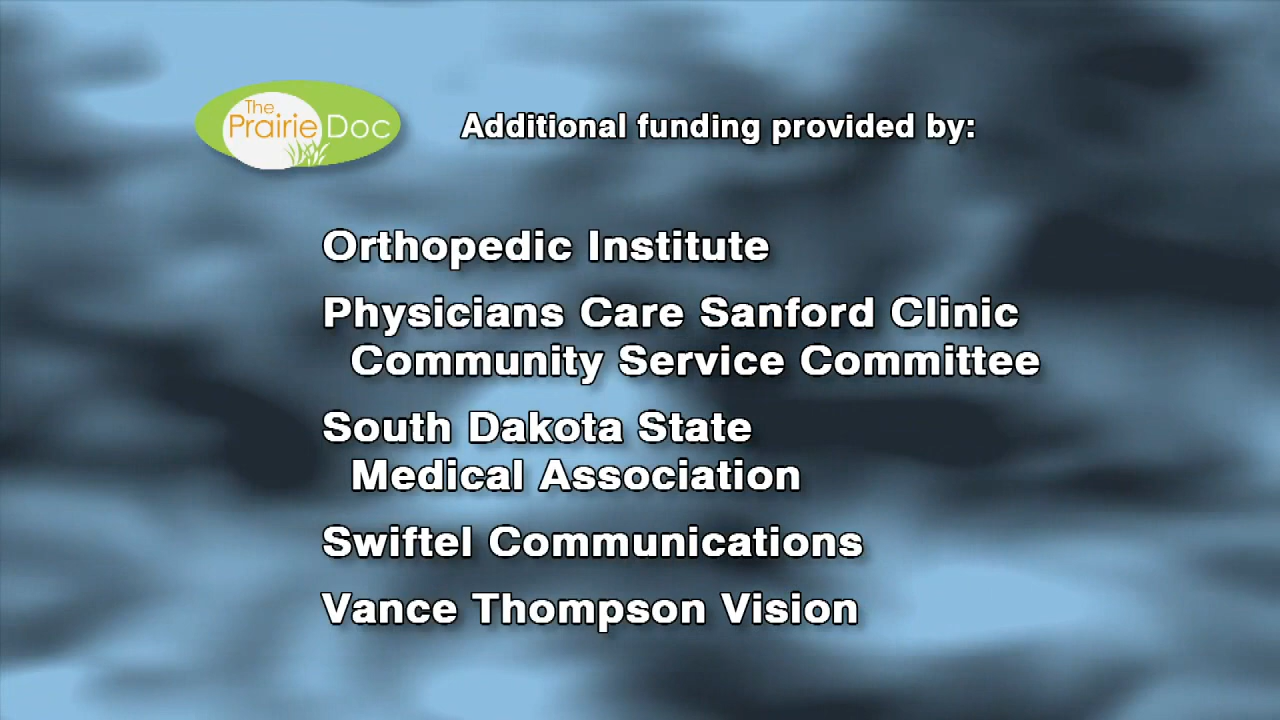 The
Prairie Doc
Additional funding provided by:
Orthopedic Institute
Physicians Care Sanford Clinic
Community Service Committee
South Dakota State
Medical Association
Swiftel Communications
Vance Thompson Vision